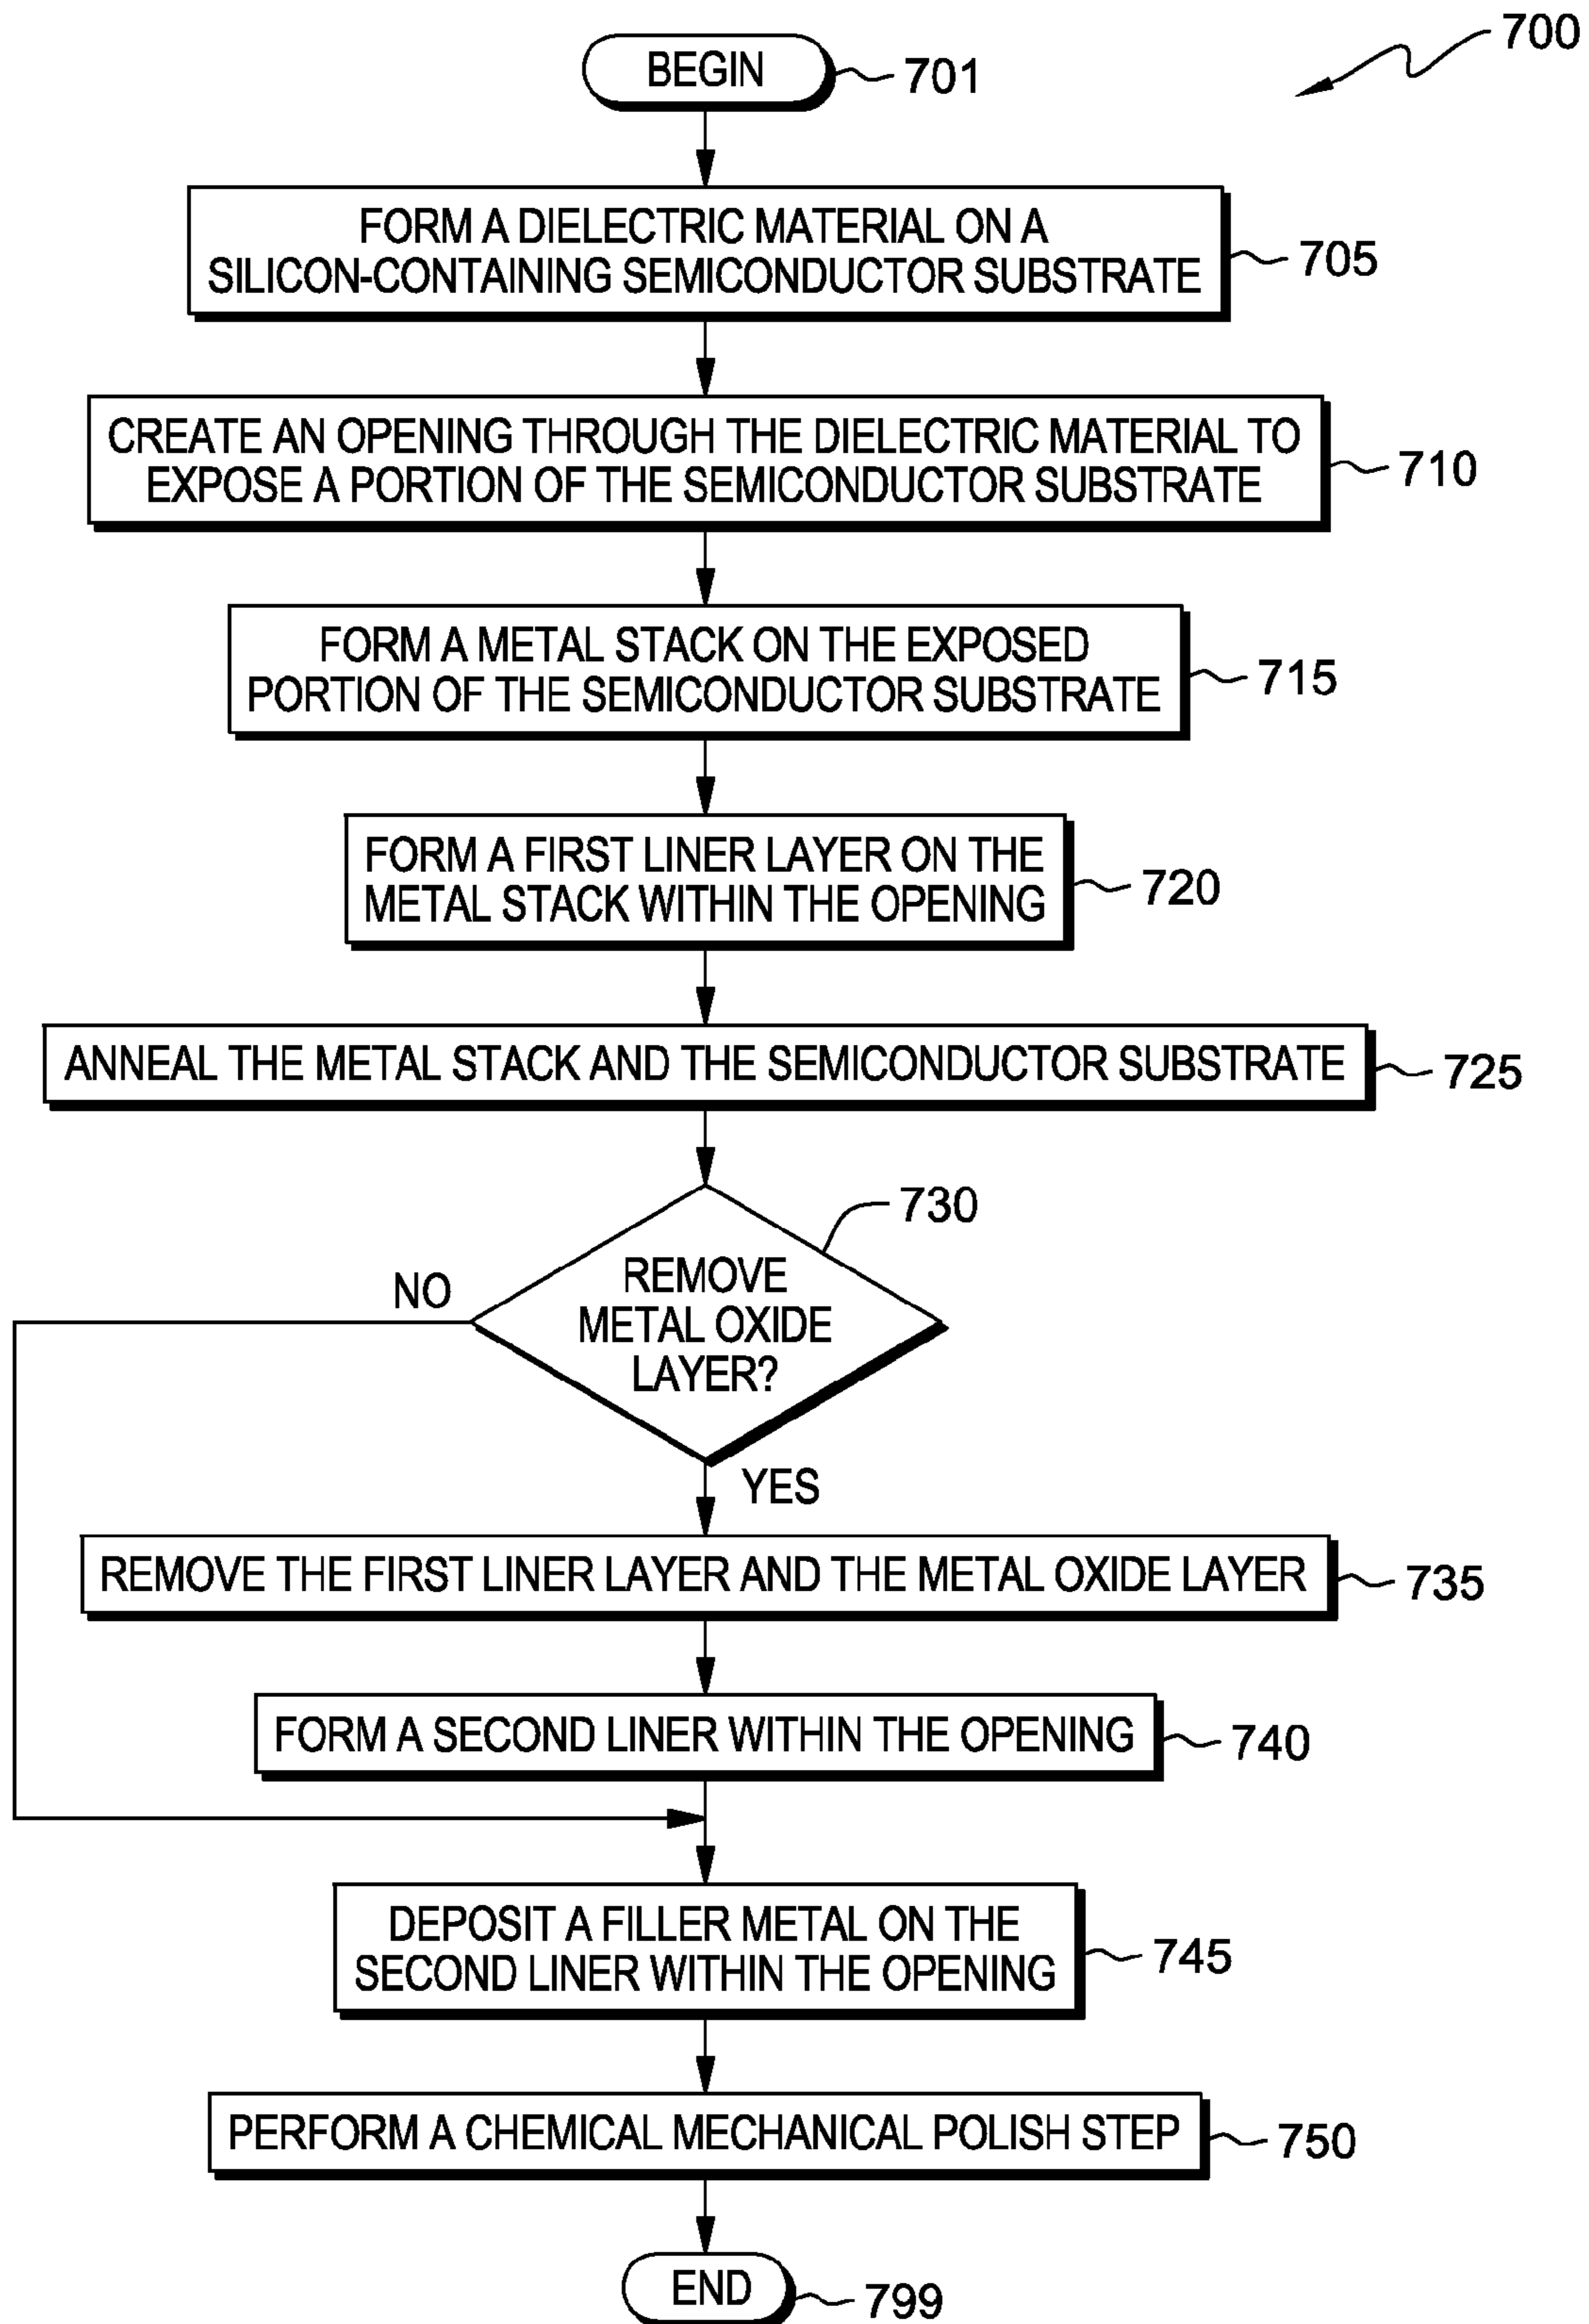 700
BEGIN
701
FORM A DIELECTRIC MATERIAL ON A
SILICON-CONTAINING SEMICONDUCTOR SUBSTRATE
705
CREATE AN OPENING THROUGH THE DIELECTRIC MATERIAL TO
EXPOSE A PORTION OF THE SEMICONDUCTOR SUBSTRATE
710
FORM A METAL STACK ON THE EXPOSED
PORTION OF THE SEMICONDUCTOR SUBSTRATE
715
FORM A FIRST LINER LAYER ON THE
METAL STACK WITHIN THE OPENING
720
ANNEAL THE METAL STACK AND THE SEMICONDUCTOR SUBSTRATE
725
730
REMOVE
METAL OXIDE
LAYER?
NO
YES
REMOVE THE FIRST LINER LAYER AND THE METAL OXIDE LAYER
735
FORM A SECOND LINER WITHIN THE OPENING
740
DEPOSIT A FILLER METAL ON THE
SECOND LINER WITHIN THE OPENING
745
PERFORM A CHEMICAL MECHANICAL POLISH STEP
750
END
799